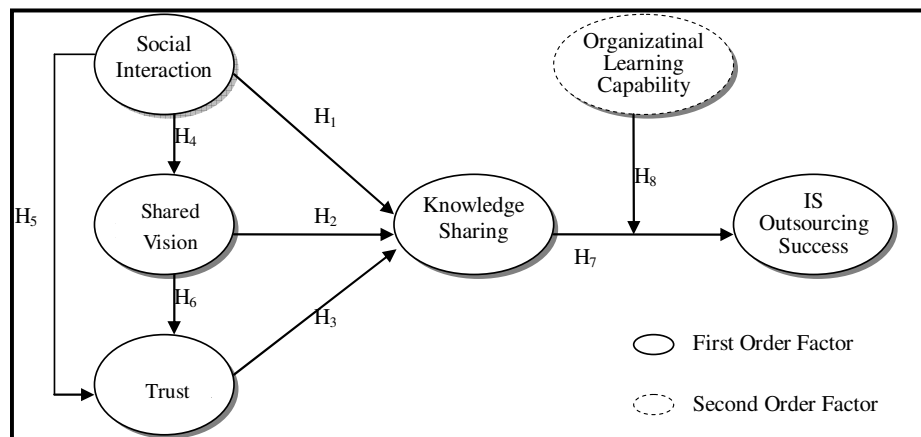 Social
Interaction
Organizatinal
Learning
Capability
H1
H4
H8
H5
Shared
Vision
H2
Knowledge
Sharing
IS
Outsourcing
Success
H7
H6
H3
Trust
First Order Factor
Second Order Factor